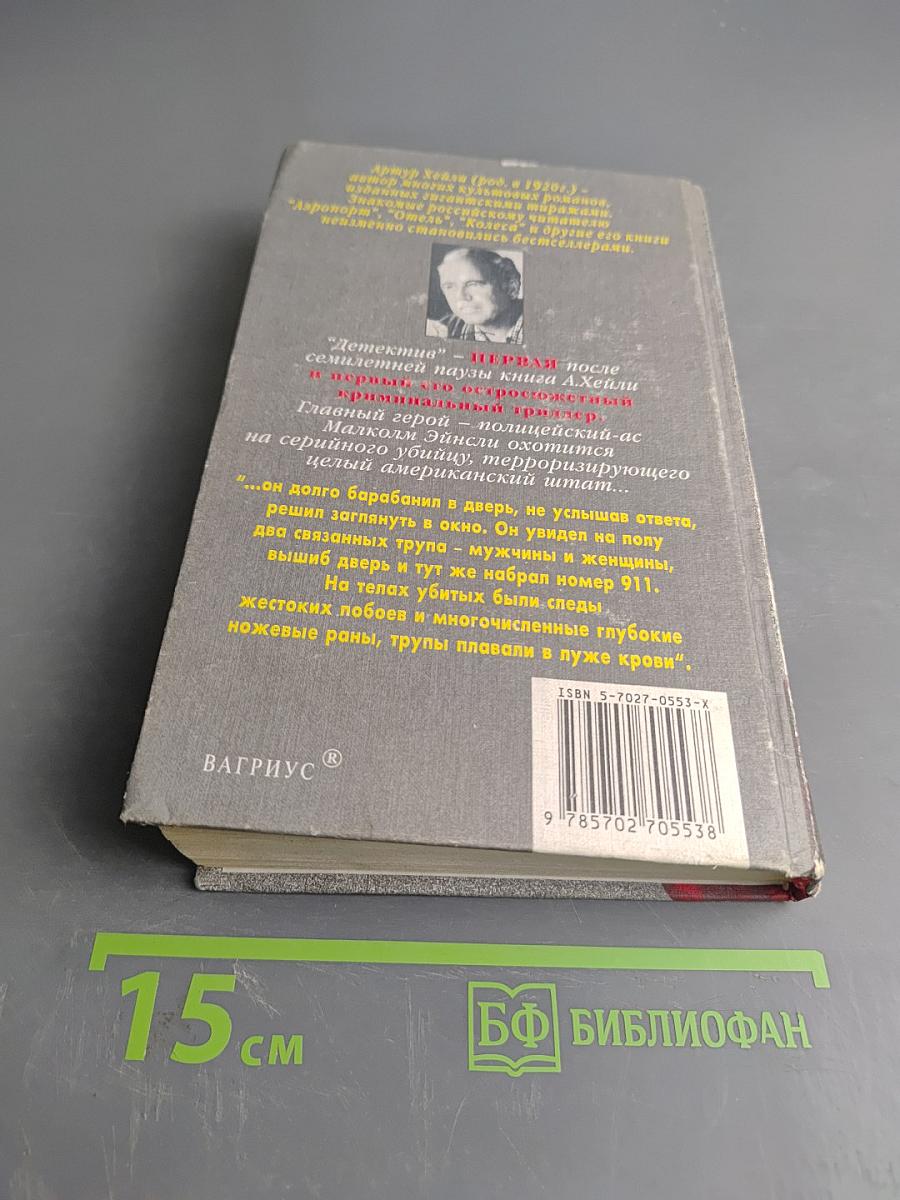 Артур Хейли (род. в 1920г.) –
автор многих культовых романов,
изданных гигантскими тиражами.
Знакомые российскому читателю
"Аэропорт", "Отель", "Колеса" и другие его книги
неизменно становились бестселлерами.
"Детектив" – ПЕРВАЯ после
семилетней паузы книга А.Хейли
и первый его остросюжетный
криминальный триллер.
Главный герой – полицейский-ас
Малколм Эйнсли охотится
на серийного убийцу, терроризирующего
целый американский штат...
"...он долго барабанил в дверь, не услышав ответа,
решил заглянуть в окно. Он увидел на полу
два связанных трупа – мужчины и женщины,
вышиб дверь и тут же набрал номер 911.
На телах убитых были следы
жестоких побоев и многочисленные глубокие
ножевые раны, трупы плавали в луже крови".
ISBN 5-7027-0553-X
ВАГРИУС ®
9 785702 705538
15 см
БФ БИБЛИОФАН